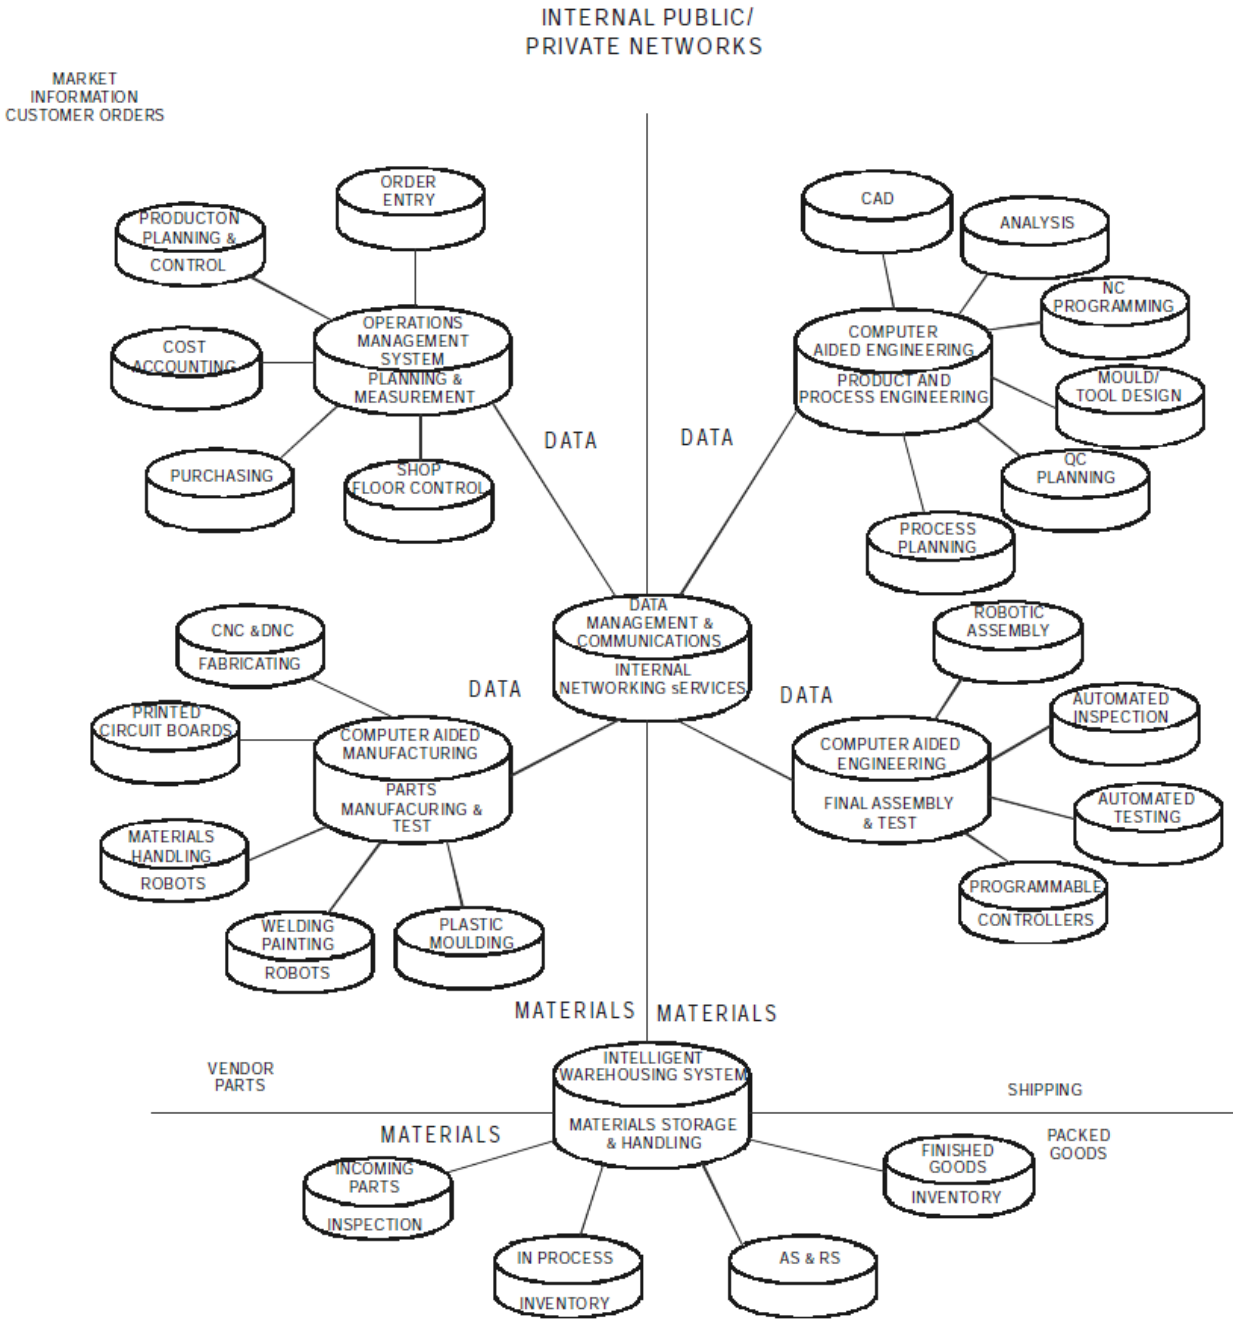 INTERNAL PUBLIC/
PRIVATE NETWORKS
MARKET
INFORMATION
CUSTOMER ORDERS
ORDER
ENTRY
PRODUCTON
PLANNING &
CONTROL
COST
ACCOUNTING
PURCHASING
SHOP
FLOOR CONTROL
OPERATIONS
MANAGEMENT
SYSTEM
PLANNING &
MEASUREMENT
DATA
DATA
CAD
ANALYSIS
NC
PROGRAMMING
MOULD/
TOOL DESIGN
QC
PLANNING
PROCESS
PLANNING
COMPUTER
AIDED ENGINEERING
PRODUCT AND
PROCESS ENGINEERING
DATA
MANAGEMENT &
COMMUNICATIONS
INTERNAL
NETWORKING sERVICES
CNC &DNC
FABRICATING
PRINTED
CIRCUIT BOARDS
MATERIALS
HANDLING
ROBOTS
WELDING
PAINTING
ROBOTS
PLASTIC
MOULDING
COMPUTER AIDED
MANUFACTURING
PARTS
MANUFACURING &
TEST
DATA
DATA
ROBOTIC
ASSEMBLY
AUTOMATED
INSPECTION
AUTOMATED
TESTING
PROGRAMMABLE
CONTROLLERS
COMPUTER AIDED
ENGINEERING
FINAL ASSEMBLY
& TEST
MATERIALS
MATERIALS
INTELLIGENT
WAREHOUSING SYSTEM
MATERIALS STORAGE
& HANDLING
VENDOR
PARTS
SHIPPING
MATERIALS
PACKED
GOODS
INCOMING
PARTS
INSPECTION
IN PROCESS
INVENTORY
AS & RS
FINISHED
GOODS
INVENTORY